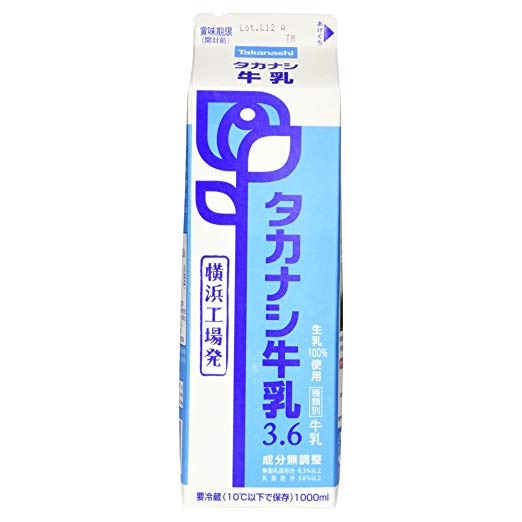 賞味期限
(開封前)
Lot.L12 A
TM
あけぐち
Takanashi
タカナシ
牛乳
タカナシ牛乳
3.6
横浜工場発
生乳
100%
使用
種類別
牛乳
成分無調整
無脂乳固形分 8.3%以上
乳脂肪分 3.6%以上
要冷蔵(10℃以下で保存)1000ml